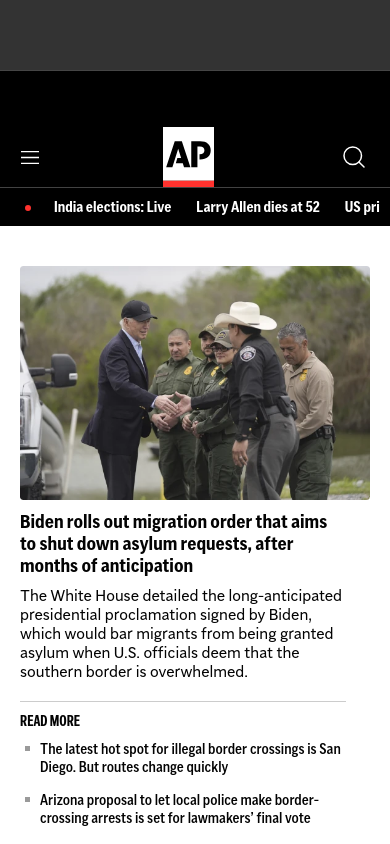 AP
India elections: Live Larry Allen dies at 52 US pri
Biden rolls out migration order that aims
to shut down asylum requests, after
months of anticipation
The White House detailed the long-anticipated
presidential proclamation signed by Biden,
which would bar migrants from being granted
asylum when U.S. officials deem that the
southern border is overwhelmed.
READ MORE
The latest hot spot for illegal border crossings is San
Diego. But routes change quickly
Arizona proposal to let local police make border-
crossing arrests is set for lawmakers’ final vote